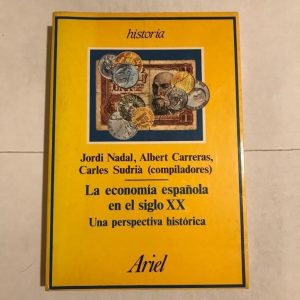 historia
Jordi Nadal, Albert Carreras,
Carles Sudrià (compiladores)
La economía española
en el siglo XX
Una perspectiva histórica
Ariel